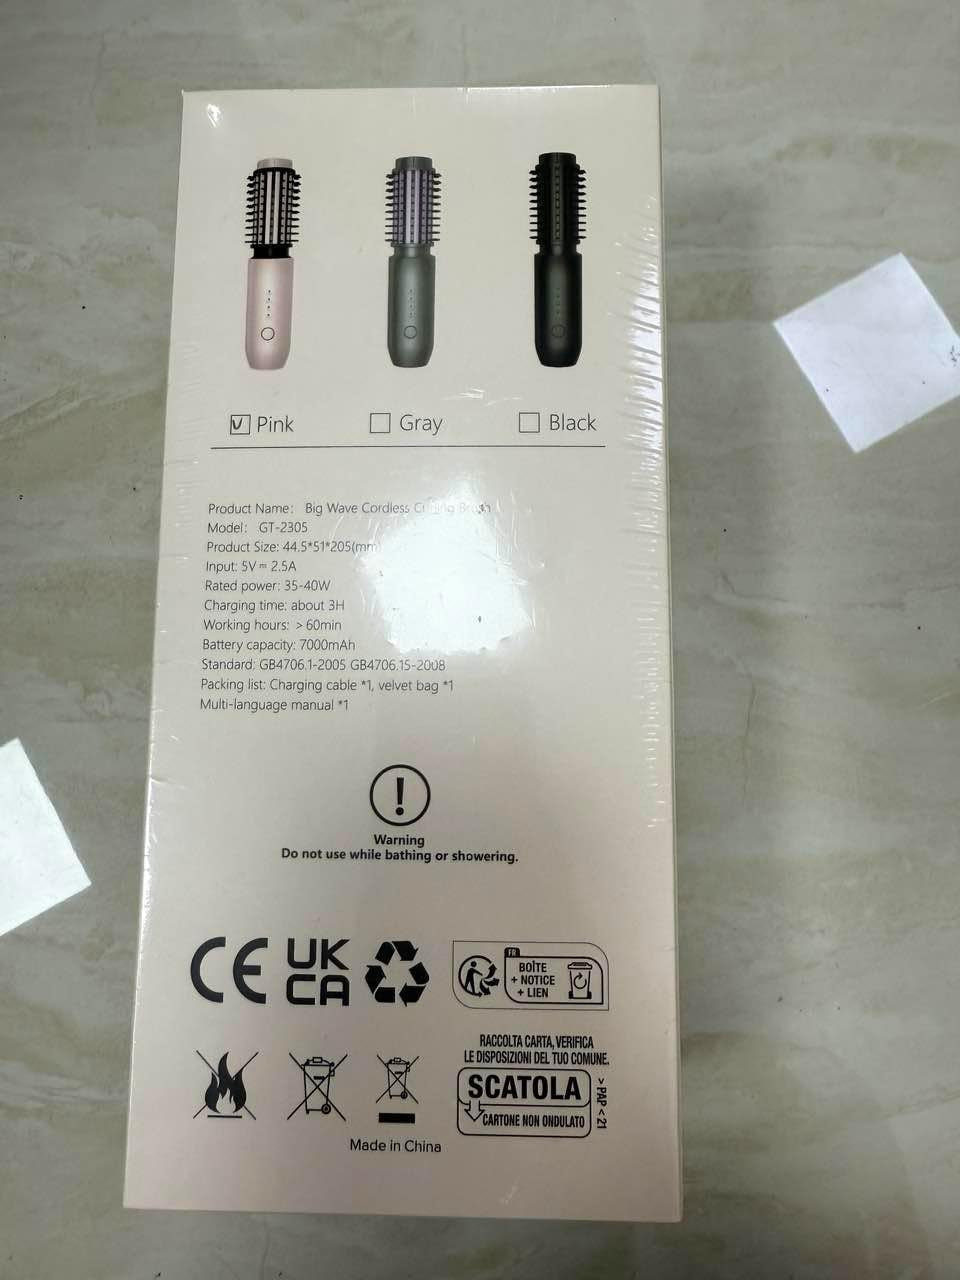 Pink
Gray
Black
Product Name: Big Wave Cordless Curling Brush
Model: GT-2305
Product Size: 44.5*51*205(mm)
Input: 5V⎓2.5A
Rated power: 35-40W
Charging time: about 3H
Working hours: >60min
Battery capacity: 7000mAh
Standard: GB4706.1-2005 GB4706.15-2008
Packing list: Charging cable *1, velvet bag *1
Multi-language manual *1
!
Warning
Do not use while bathing or showering.
CE
UK
CA
FR
BOÎTE
+ NOTICE
+ LIEN
RACCOLTA CARTA, VERIFICA
LE DISPOSIZIONI DEL TUO COMUNE.
SCATOLA
CARTONE NON ONDULATO
> PAP < 21
Made in China